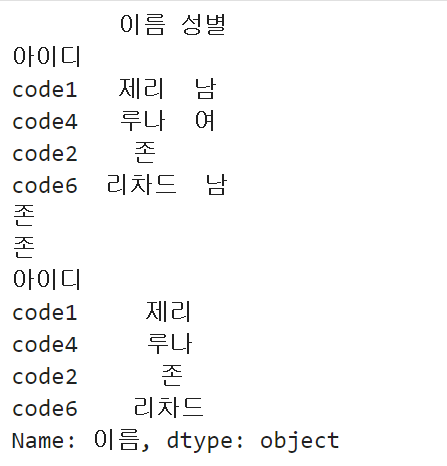 이름 성별
아이디
code1 제리 남
code4 루나 여
code2 존
code6 리차드 남
존
존
아이디
code1 제리
code4 루나
code2 존
code6 리차드
Name: 이름, dtype: object